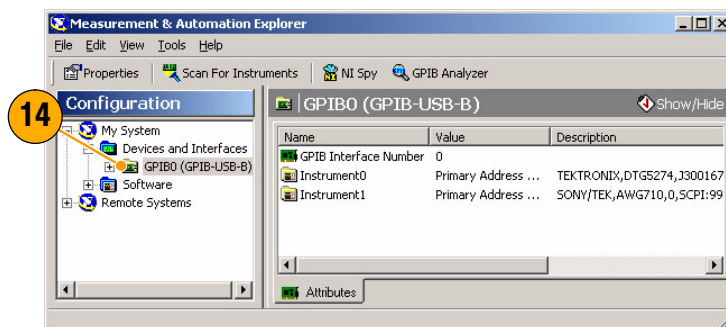 Measurement & Automation Explorer
File Edit View Tools Help
Properties Scan For Instruments NI Spy GPIB Analyzer
Configuration
GPIB0 (GPIB-USB-B)
Show/Hide
14
My System
Devices and Interfaces
GPIB0 (GPIB-USB-B)
Software
Remote Systems
Name Value Description
GPIB Interface Number 0
Instrument0 Primary Address ... TEKTRONIX,DTG5274,J300167
Instrument1 Primary Address ... SONY/TEK,AWG710,0,SCPI:99
Attributes